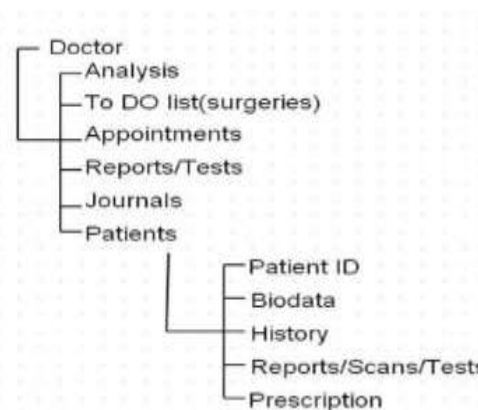 Doctor
Analysis
To DO list(surgeries)
Appointments
Reports/Tests
Journals
Patients
Patient ID
Biodata
History
Reports/Scans/Tests
Prescription